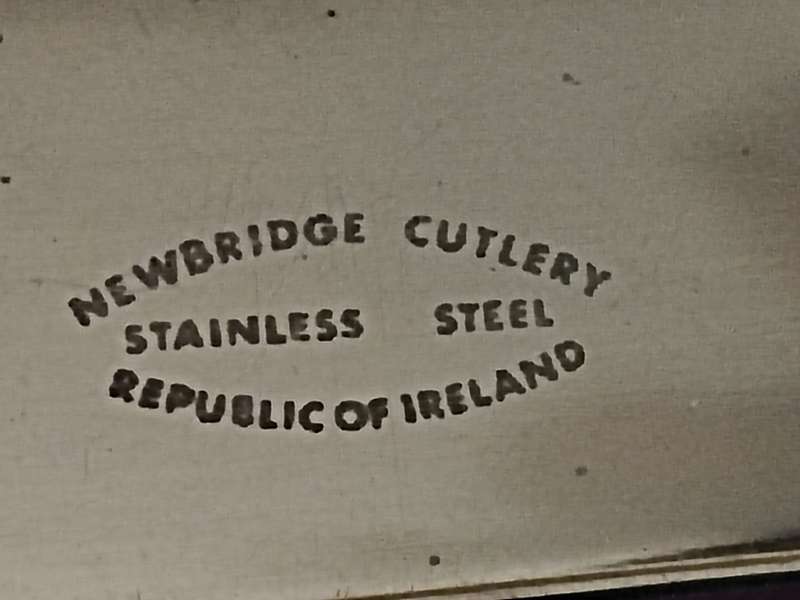 NEWBRIDGE CUTLERY
STAINLESS STEEL
REPUBLIC OF IRELAND